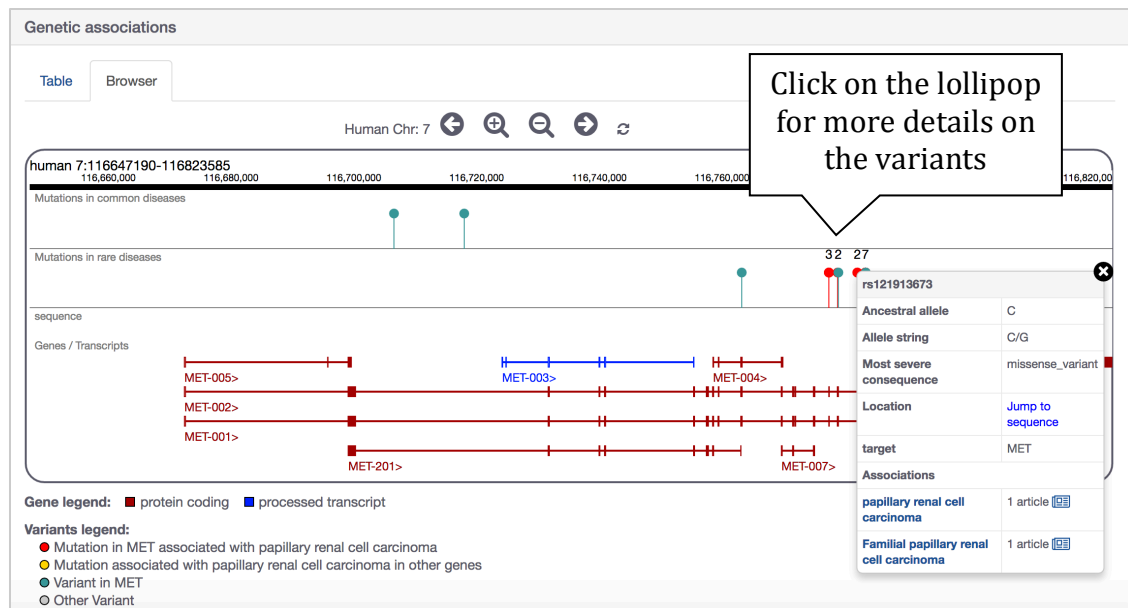 Genetic associations
Table Browser
Click on the lollipop
for more details on
the variants
Human Chr: 7
human 7:116647190-116823585
116,660,000 116,680,000 116,700,000 116,720,000 116,740,000 116,760,000 116,820,000
Mutations in common diseases
Mutations in rare diseases
3 2 2 7
sequence
Genes / Transcripts
MET-005> MET-003> MET-004>
MET-002>
MET-001>
MET-201> MET-007>
rs121913673
Ancestral allele C
Allele string C/G
Most severe
consequence missense_variant
Location Jump to
sequence
target MET
Associations
papillary renal cell
carcinoma 1 article
Familial papillary renal
cell carcinoma 1 article
Gene legend: protein coding processed transcript
Variants legend:
Mutation in MET associated with papillary renal cell carcinoma
Mutation associated with papillary renal cell carcinoma in other genes
Variant in MET
Other Variant